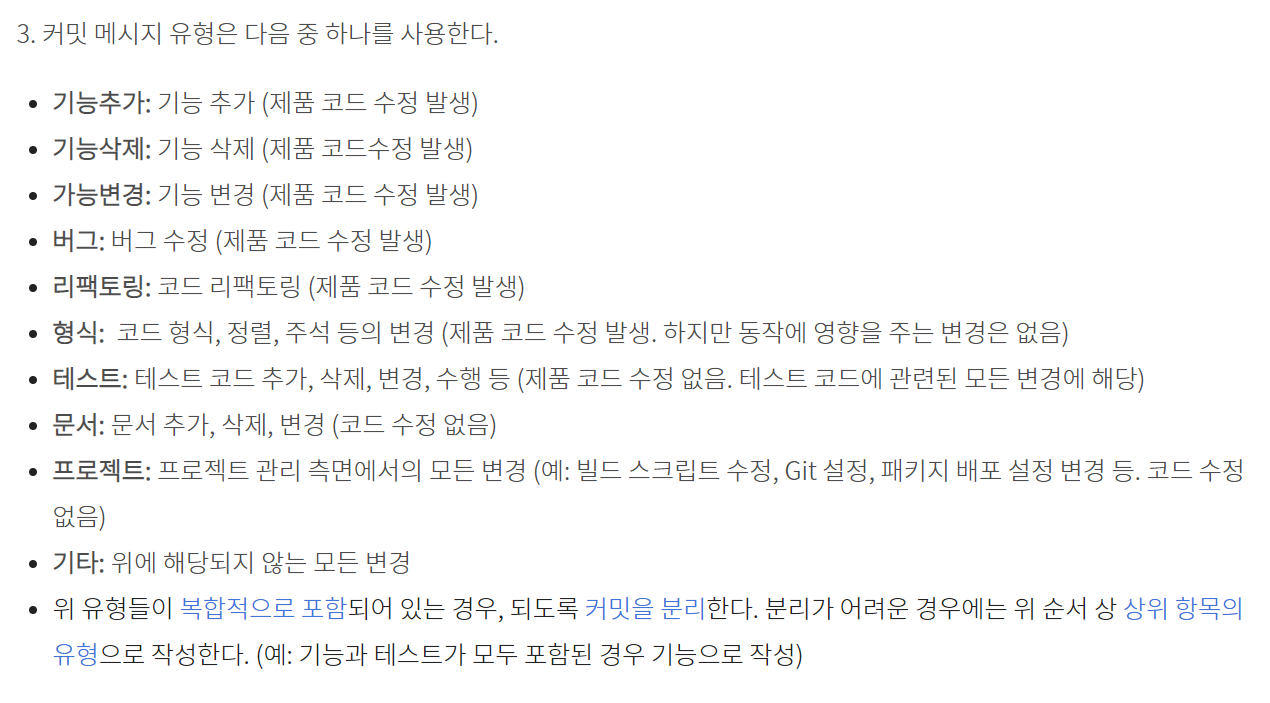 3. 커밋 메시지 유형은 다음 중 하나를 사용한다.
기능추가: 기능 추가 (제품 코드 수정 발생)
기능삭제: 기능 삭제 (제품 코드수정 발생)
가능변경: 기능 변경 (제품 코드 수정 발생)
버그: 버그 수정 (제품 코드 수정 발생)
리팩토링: 코드 리팩토링 (제품 코드 수정 발생)
형식: 코드 형식, 정렬, 주석 등의 변경 (제품 코드 수정 발생. 하지만 동작에 영향을 주는 변경은 없음)
테스트: 테스트 코드 추가, 삭제, 변경, 수행 등 (제품 코드 수정 없음. 테스트 코드에 관련된 모든 변경에 해당)
문서: 문서 추가, 삭제, 변경 (코드 수정 없음)
프로젝트: 프로젝트 관리 측면에서의 모든 변경 (예: 빌드 스크립트 수정, Git 설정, 패키지 배포 설정 변경 등. 코드 수정
없음)
기타: 위에 해당되지 않는 모든 변경
위 유형들이 복합적으로 포함되어 있는 경우, 되도록 커밋을 분리한다. 분리가 어려운 경우에는 위 순서 상 상위 항목의
유형으로 작성한다. (예: 기능과 테스트가 모두 포함된 경우 기능으로 작성)